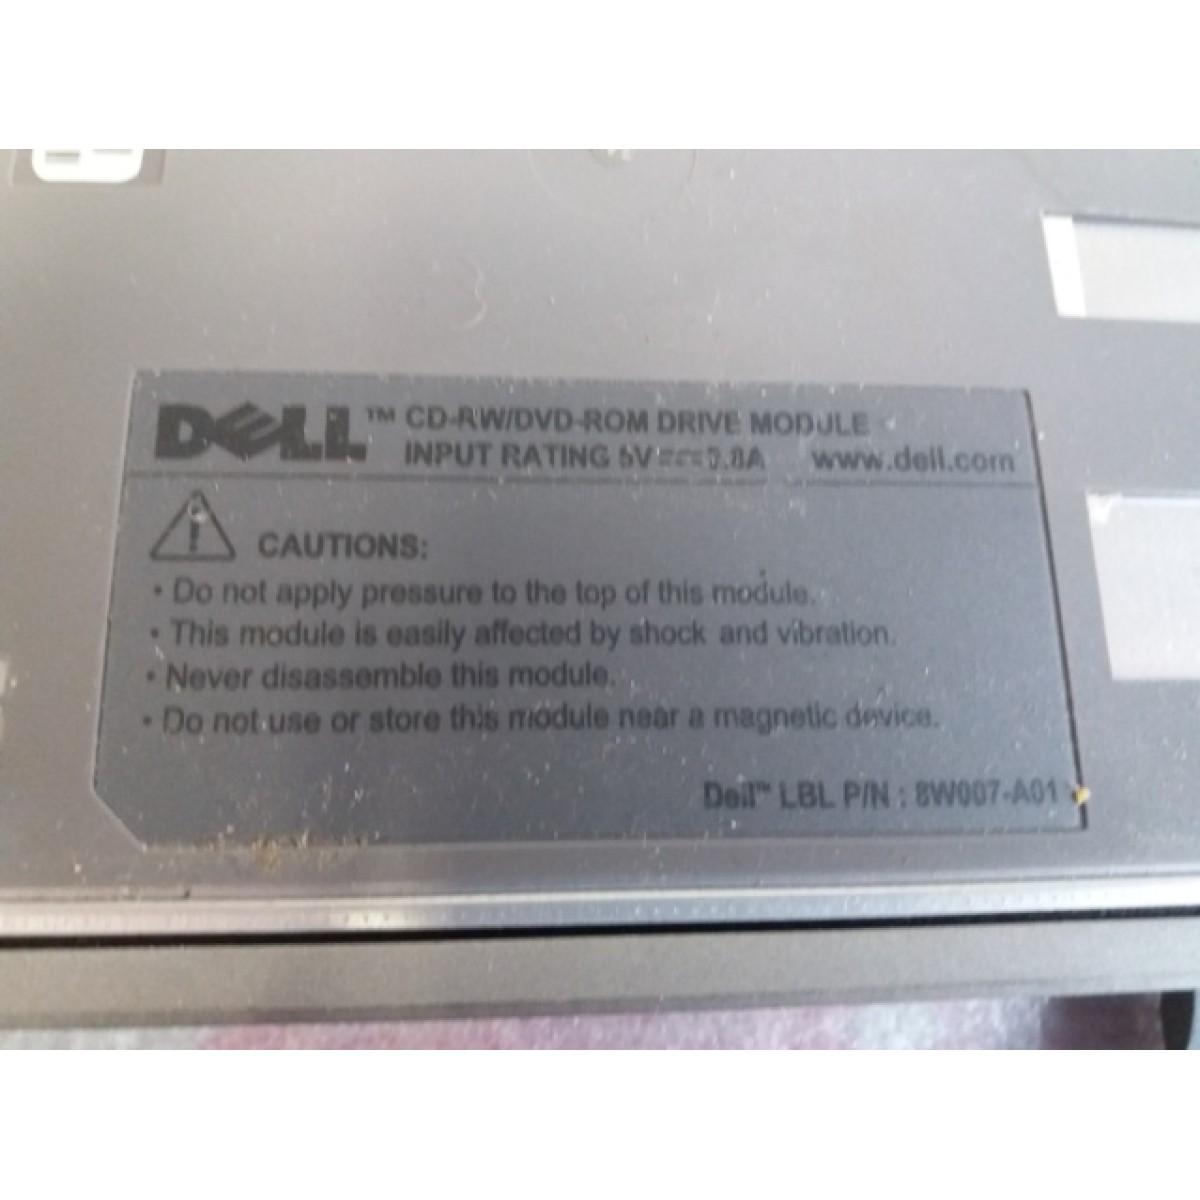 DELL™ CD-RW/DVD-ROM DRIVE MODULE
INPUT RATING 5V ⎓ www.dell.com
CAUTIONS:
• Do not apply pressure to the top of this module.
• This module is easily affected by shock and vibration.
• Never disassemble this module.
• Do not use or store this module near a magnetic device.
Dell™ LBL P/N : 8W007-A01